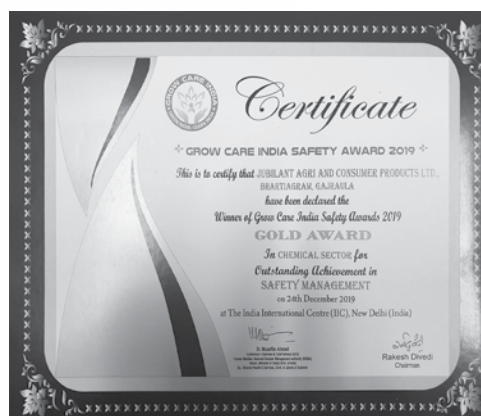 GROW CARE INDIA
Certificate
GROW CARE INDIA SAFETY AWARD 2019
This is to certify that JUBILANT AGRI AND CONSUMER PRODUCTS LTD.,
BHARTIAGRAM, GAJRAULA
have been declared the
Winner of Grow Care India Safety Awards 2019
GOLD AWARD
In CHEMICAL SECTOR for
Outstanding Achievement in
SAFETY MANAGEMENT
on 24th December 2019
at The India International Centre (IIC), New Delhi (India)
Rakesh Divedi
Chairman